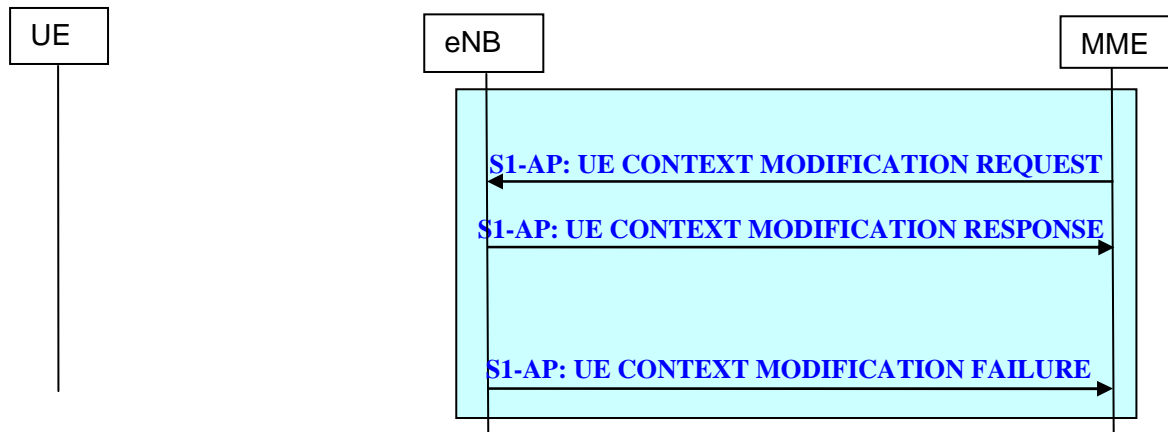 UE
eNB
MME
S1-AP: UE CONTEXT MODIFICATION REQUEST
S1-AP: UE CONTEXT MODIFICATION RESPONSE
S1-AP: UE CONTEXT MODIFICATION FAILURE